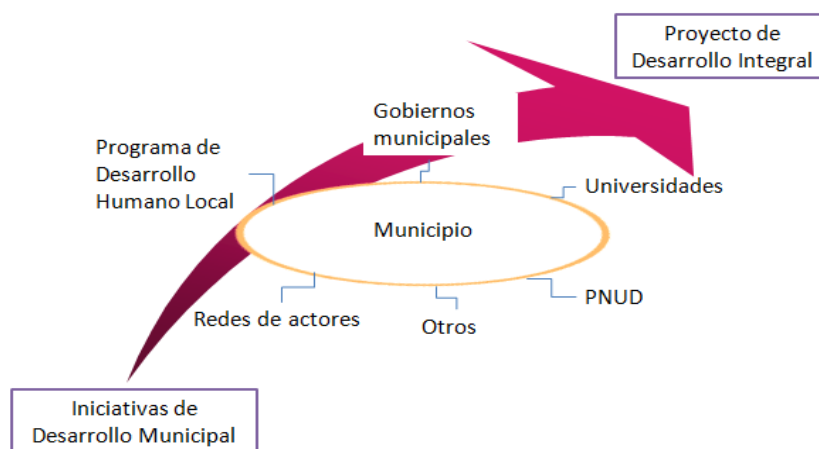 Proyecto de
Desarrollo Integral
Gobiernos
municipales
Programa de
Desarrollo
Humano Local
Universidades
Municipio
PNUD
Redes de actores
Otros
Iniciativas de
Desarrollo Municipal